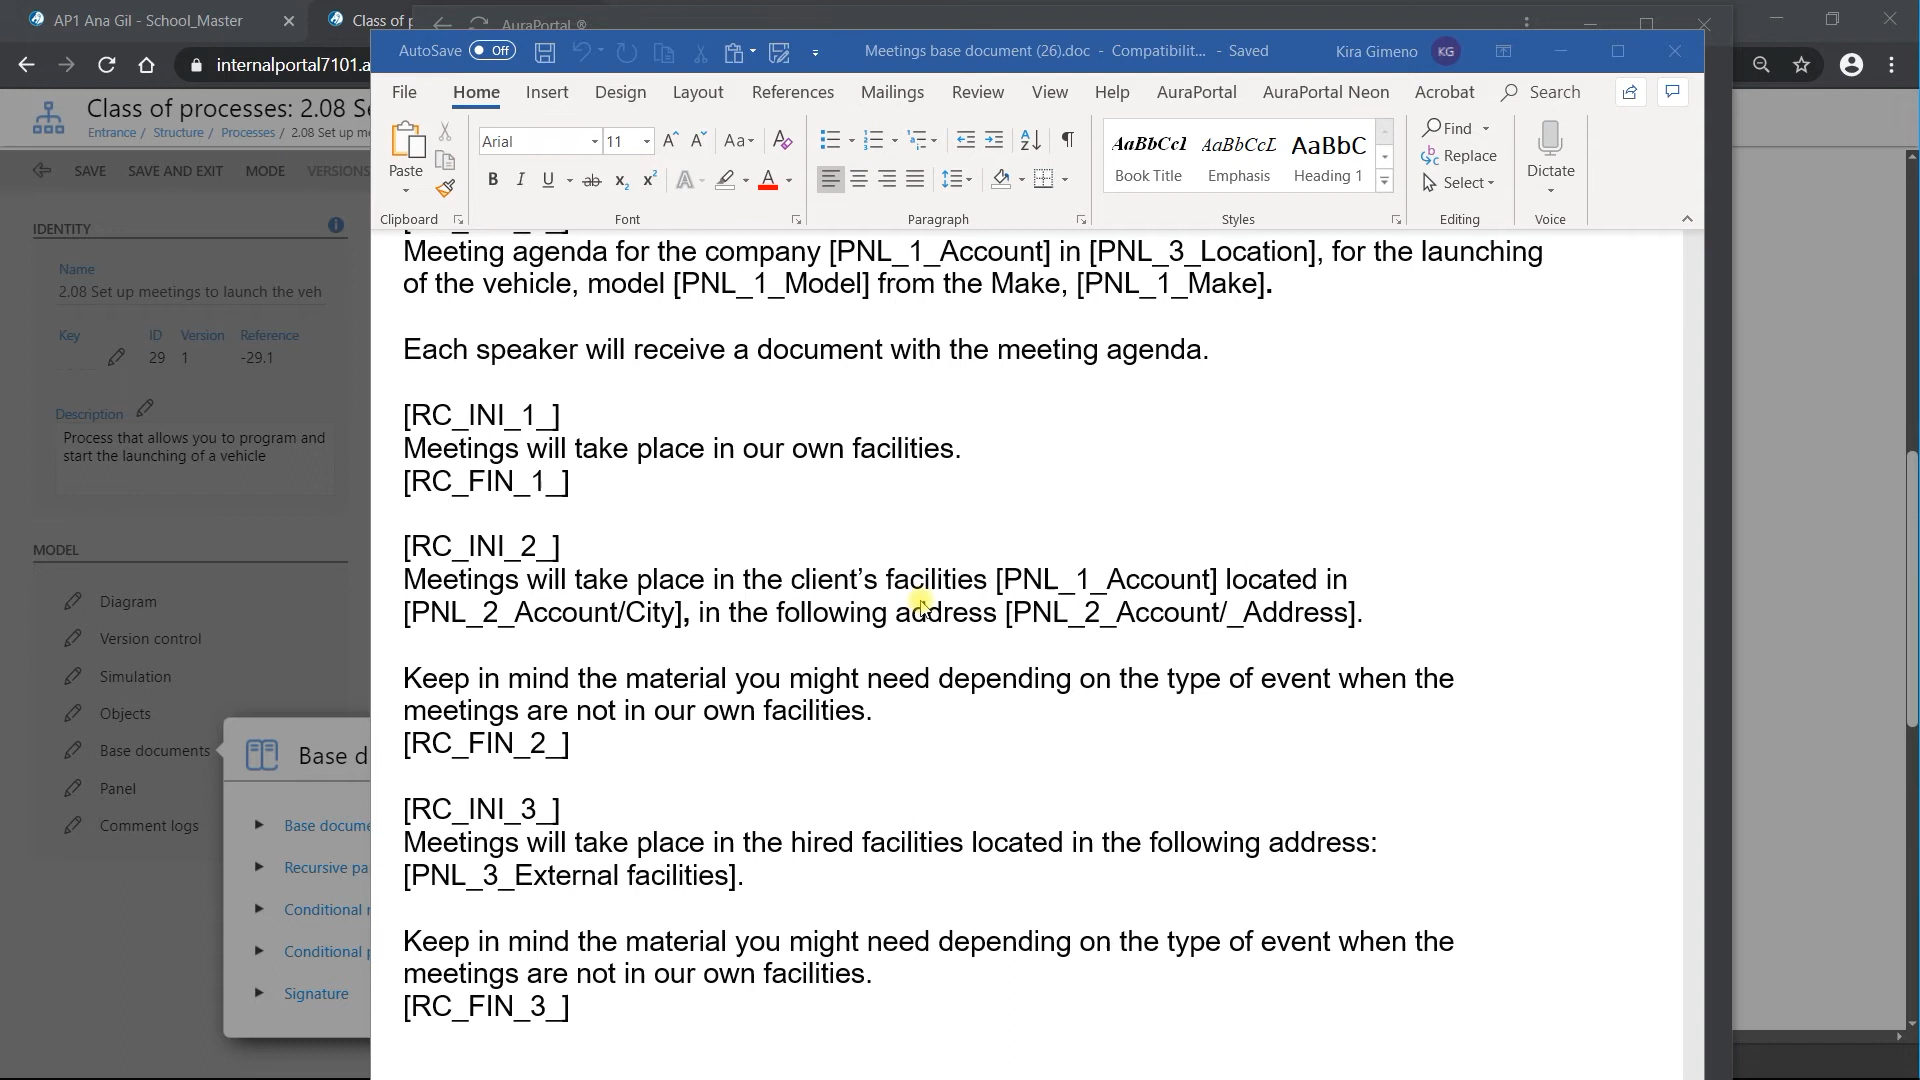 AP1 Ana Gil - School_Master
Class of p
AuraPortal ®
internalportal7101.a
AutoSave Off
Meetings base document (26).doc - Compatibilit... - Saved
Kira Gimeno KG
File Home Insert Design Layout References Mailings Review View Help AuraPortal AuraPortal Neon Acrobat Search
Paste
Clipboard
Arial 11
Font
Paragraph
AaBbCcI AaBbCcL AaBbC
Book Title Emphasis Heading 1
Styles
Find
Replace
Select
Editing
Dictate
Voice
Class of processes: 2.08 Se
Entrance / Structure / Processes / 2.08 Set up me
SAVE SAVE AND EXIT MODE VERSIONS
IDENTITY
Name
2.08 Set up meetings to launch the veh
Key ID Version Reference
29 1 -29.1
Description
Process that allows you to program and
start the launching of a vehicle
MODEL
Diagram
Version control
Simulation
Objects
Base documents
Panel
Comment logs
Base d
Base docume
Recursive pa
Conditional
Conditional p
Signature
Meeting agenda for the company [PNL_1_Account] in [PNL_3_Location], for the launching
of the vehicle, model [PNL_1_Model] from the Make, [PNL_1_Make].
Each speaker will receive a document with the meeting agenda.
[RC_INI_1_]
Meetings will take place in our own facilities.
[RC_FIN_1_]
[RC_INI_2_]
Meetings will take place in the client’s facilities [PNL_1_Account] located in
[PNL_2_Account/City], in the following address [PNL_2_Account/_Address].
Keep in mind the material you might need depending on the type of event when the
meetings are not in our own facilities.
[RC_FIN_2_]
[RC_INI_3_]
Meetings will take place in the hired facilities located in the following address:
[PNL_3_External facilities].
Keep in mind the material you might need depending on the type of event when the
meetings are not in our own facilities.
[RC_FIN_3_]